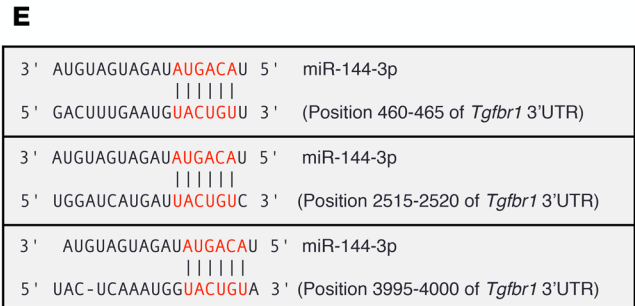 E
3' AUGUAGUAGAUAUGACAU 5' miR-144-3p
||||||
5' GACUUUGAAUGUACUGUU 3' (Position 460-465 of Tgfbr1 3'UTR)
3' AUGUAGUAGAUAUGACAU 5' miR-144-3p
||||||
5' UGGAUCAUGAUUACUGUC 3' (Position 2515-2520 of Tgfbr1 3'UTR)
3' AUGUAGUAGAUAUGACAU 5' miR-144-3p
||||||
5' UAC-UCAAAUGGUACUGUA 3' (Position 3995-4000 of Tgfbr1 3'UTR)